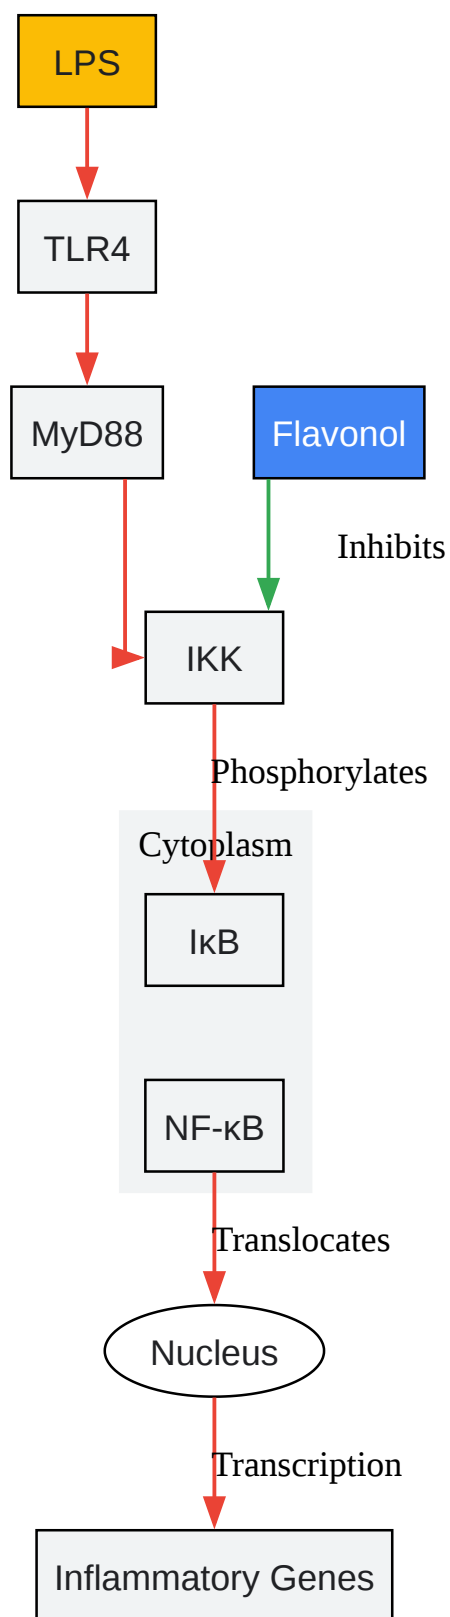 LPS
TLR4
MyD88
Flavonol
Inhibits
IKK
Phosphorylates
Cytoplasm
IκB
NF-κB
Translocates
Nucleus
Transcription
Inflammatory Genes